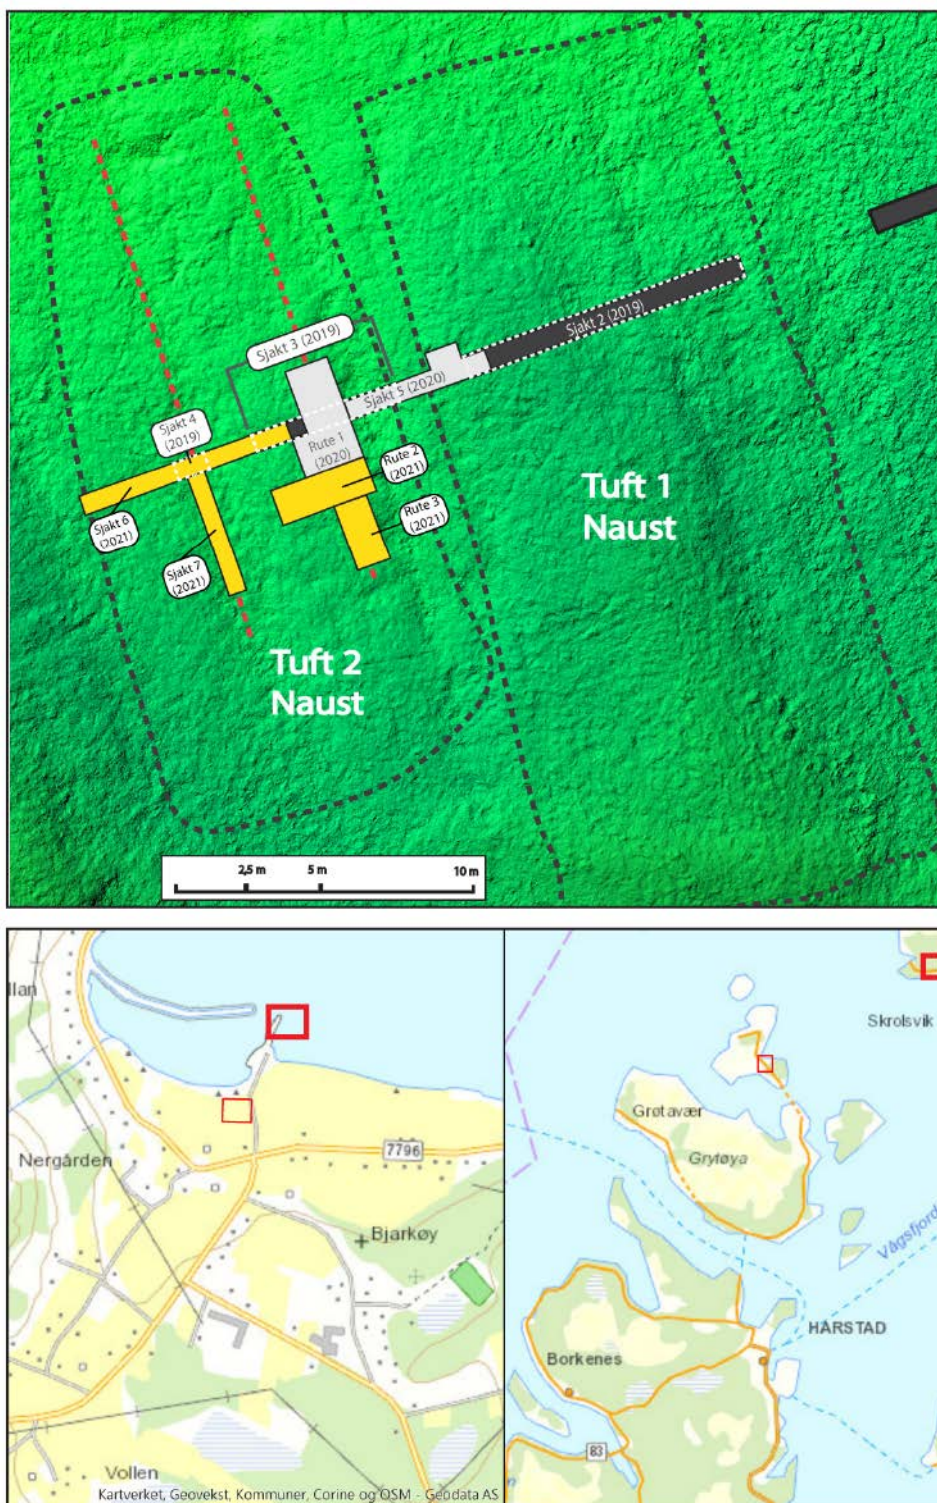 Sjakt 3 (2019)
Sjakt 2 (2019)
Sjakt 5 (2020)
Sjakt 4
(2019)
Rute 1
(2020)
Rute 2
(2021)
Rute 3
(2021)
Sjakt 6
(2021)
Sjakt 7
(2021)
Tuft 1
Naust
Tuft 2
Naust
2,5 m 5 m 10 m
llan
Nergården
7796
Bjarkøy
Vollen
Kartverket, Geovekst, Kommuner, Corine og OSM - Geodata AS
Skrolsvik
Grøtavær
Grytøya
Vågsfjord
HARSTAD
Borkenes
83
n